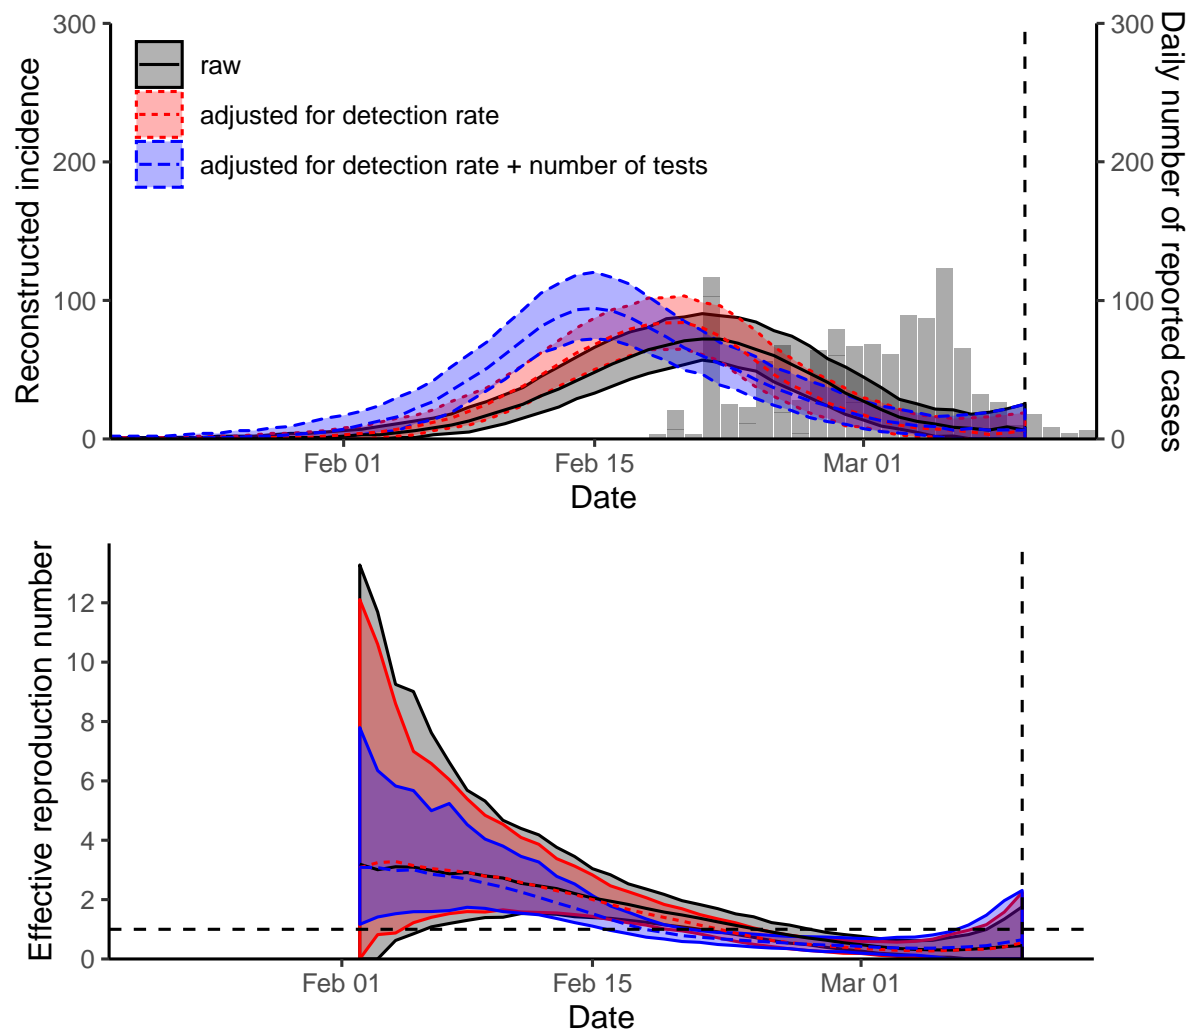 300
200
100
0
Reconstructed incidence
raw
adjusted for detection rate
adjusted for detection rate + number of tests
300
200
100
0
Daily number of reported cases
Feb 01
Feb 15
Mar 01
Date
12
10
8
6
4
2
0
Effective reproduction number
Feb 01
Feb 15
Mar 01
Date